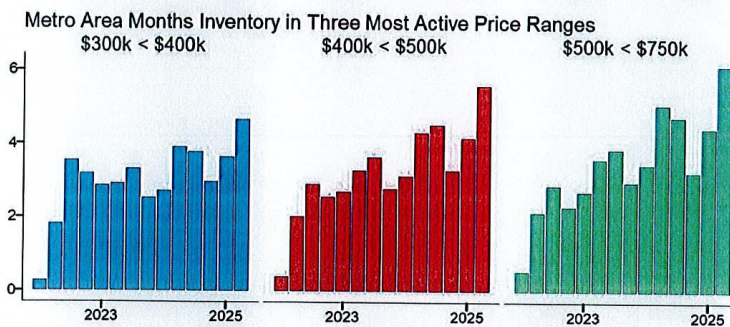 Metro Area Months Inventory in Three Most Active Price Ranges
$300k < $400k $400k < $500k $500k < $750k
6
4
2
0
2023 2025 2023 2025 2023 2025